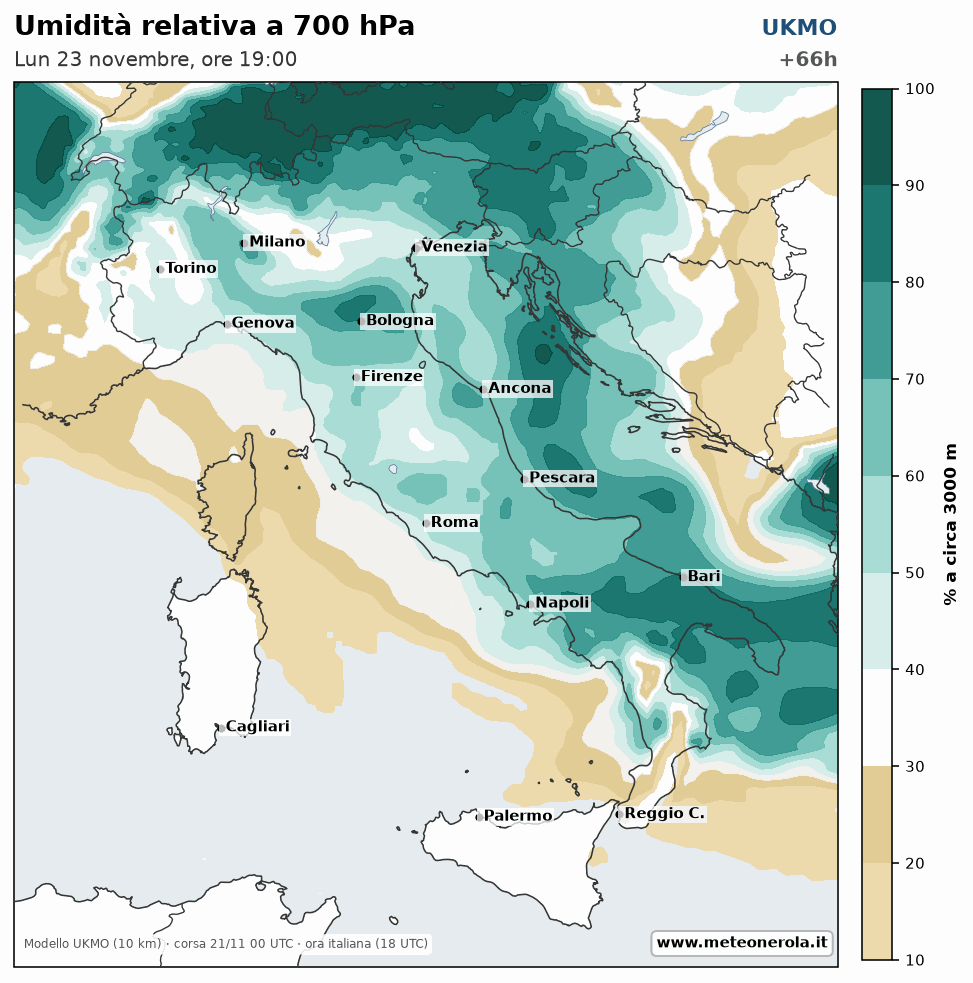 Umidità relativa a 700 hPa
UKMO
Lun 23 novembre, ore 19:00
+66h
100
90
80
70
60
50
40
30
20
10
% a circa 3000 m
Milano
Venezia
Torino
Genova
Bologna
Firenze
Ancona
Pescara
Roma
Bari
Napoli
Cagliari
Palermo
Reggio C.
Modello UKMO (10 km) · corsa 21/11 00 UTC · ora italiana (18 UTC)
www.meteonerola.it